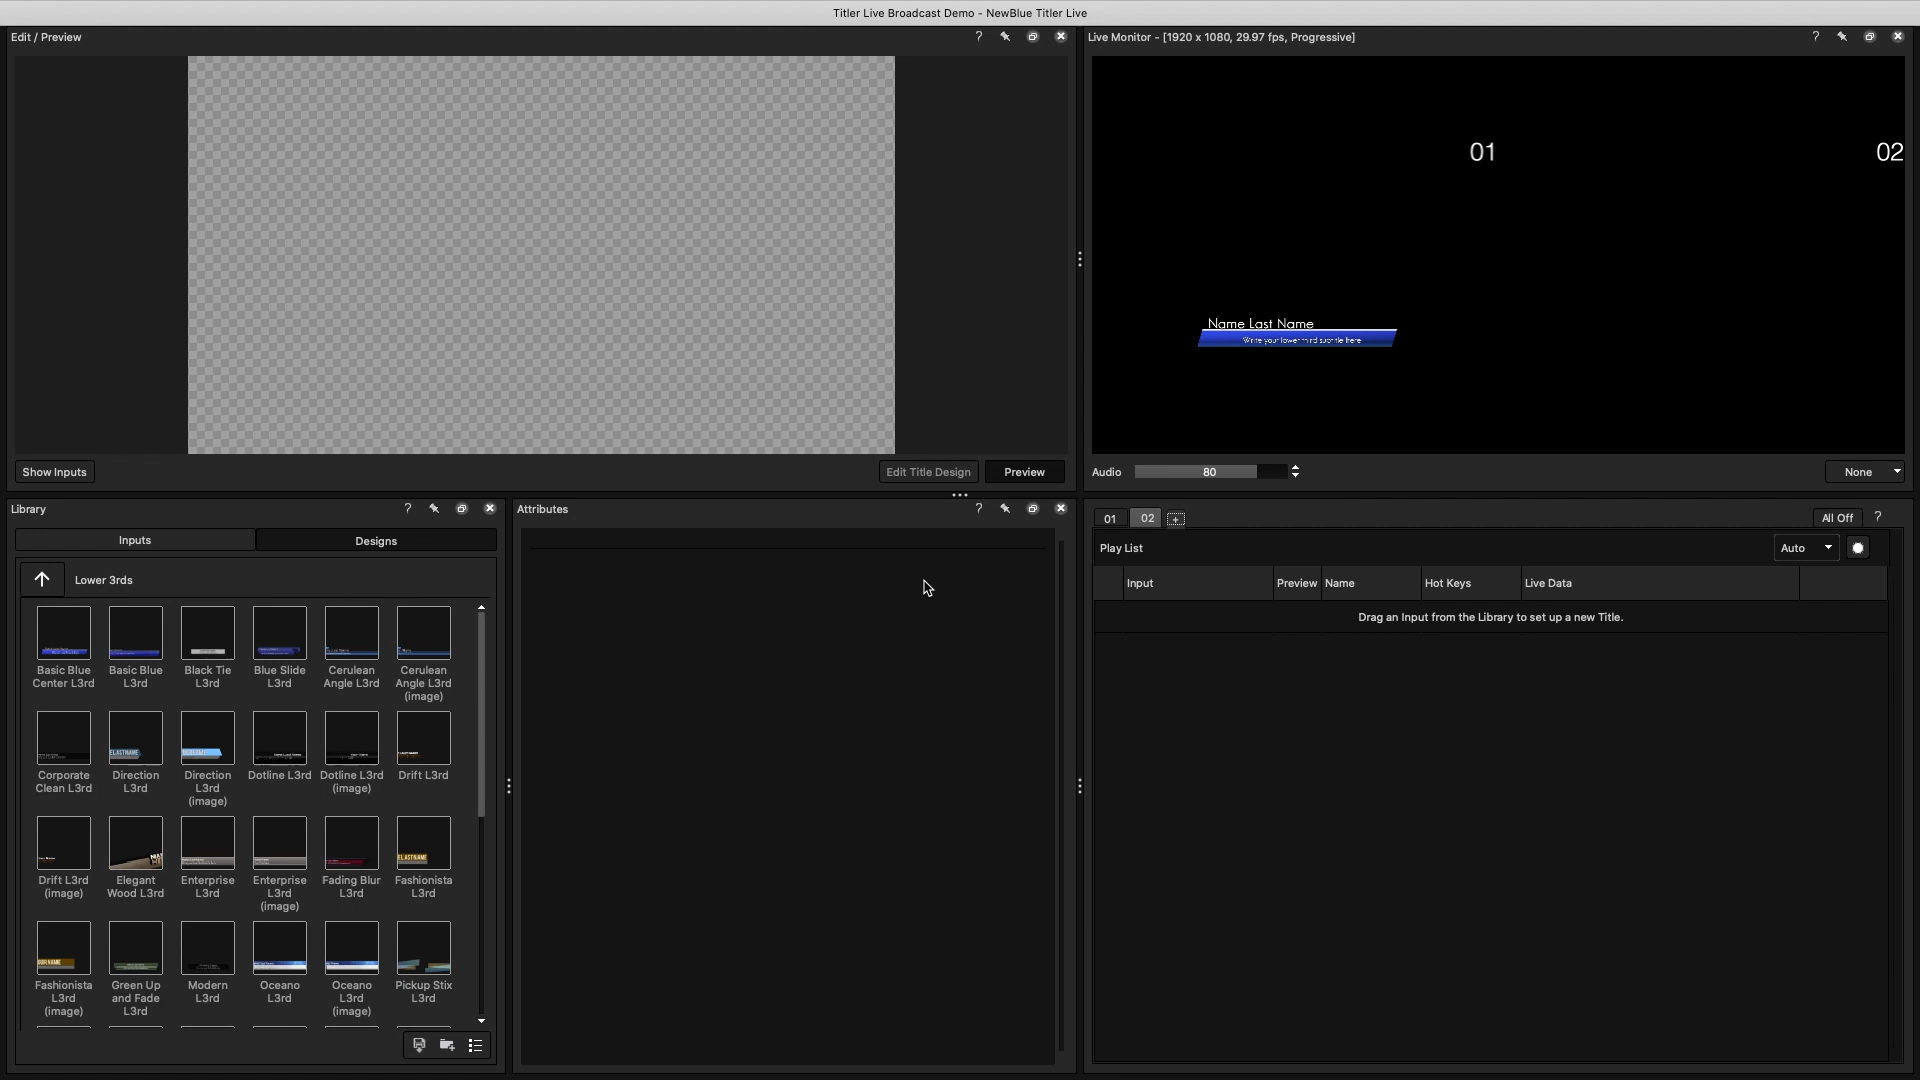 Titler Live Broadcast Demo - NewBlue Titler Live
Edit / Preview
?
Live Monitor - [1920 x 1080, 29.97 fps, Progressive]
?
01
02
Name Last Name
Write your lower third subtitle here
Show Inputs
Edit Title Design
Preview
Audio
80
None
Library
?
Attributes
?
01
02
+
All Off
?
Inputs
Designs
Play List
Auto
Lower 3rds
Input
Preview
Name
Hot Keys
Live Data
Drag an Input from the Library to set up a new Title.
Basic Blue
Center L3rd
Basic Blue
L3rd
Black Tie
L3rd
Blue Slide
L3rd
Cerulean
Angle L3rd
Cerulean
Angle L3rd
(image)
Corporate
Clean L3rd
Direction
L3rd
Direction
L3rd
(image)
Dotline L3rd
Dotline L3rd
(image)
Drift L3rd
Drift L3rd
(image)
Elegant
Wood L3rd
Enterprise
L3rd
Enterprise
L3rd
(image)
Fading Blur
L3rd
Fashionista
L3rd
Fashionista
L3rd
(image)
Green Up
and Fade
L3rd
Modern
L3rd
Oceano
L3rd
Oceano
L3rd
(image)
Pickup Stix
L3rd